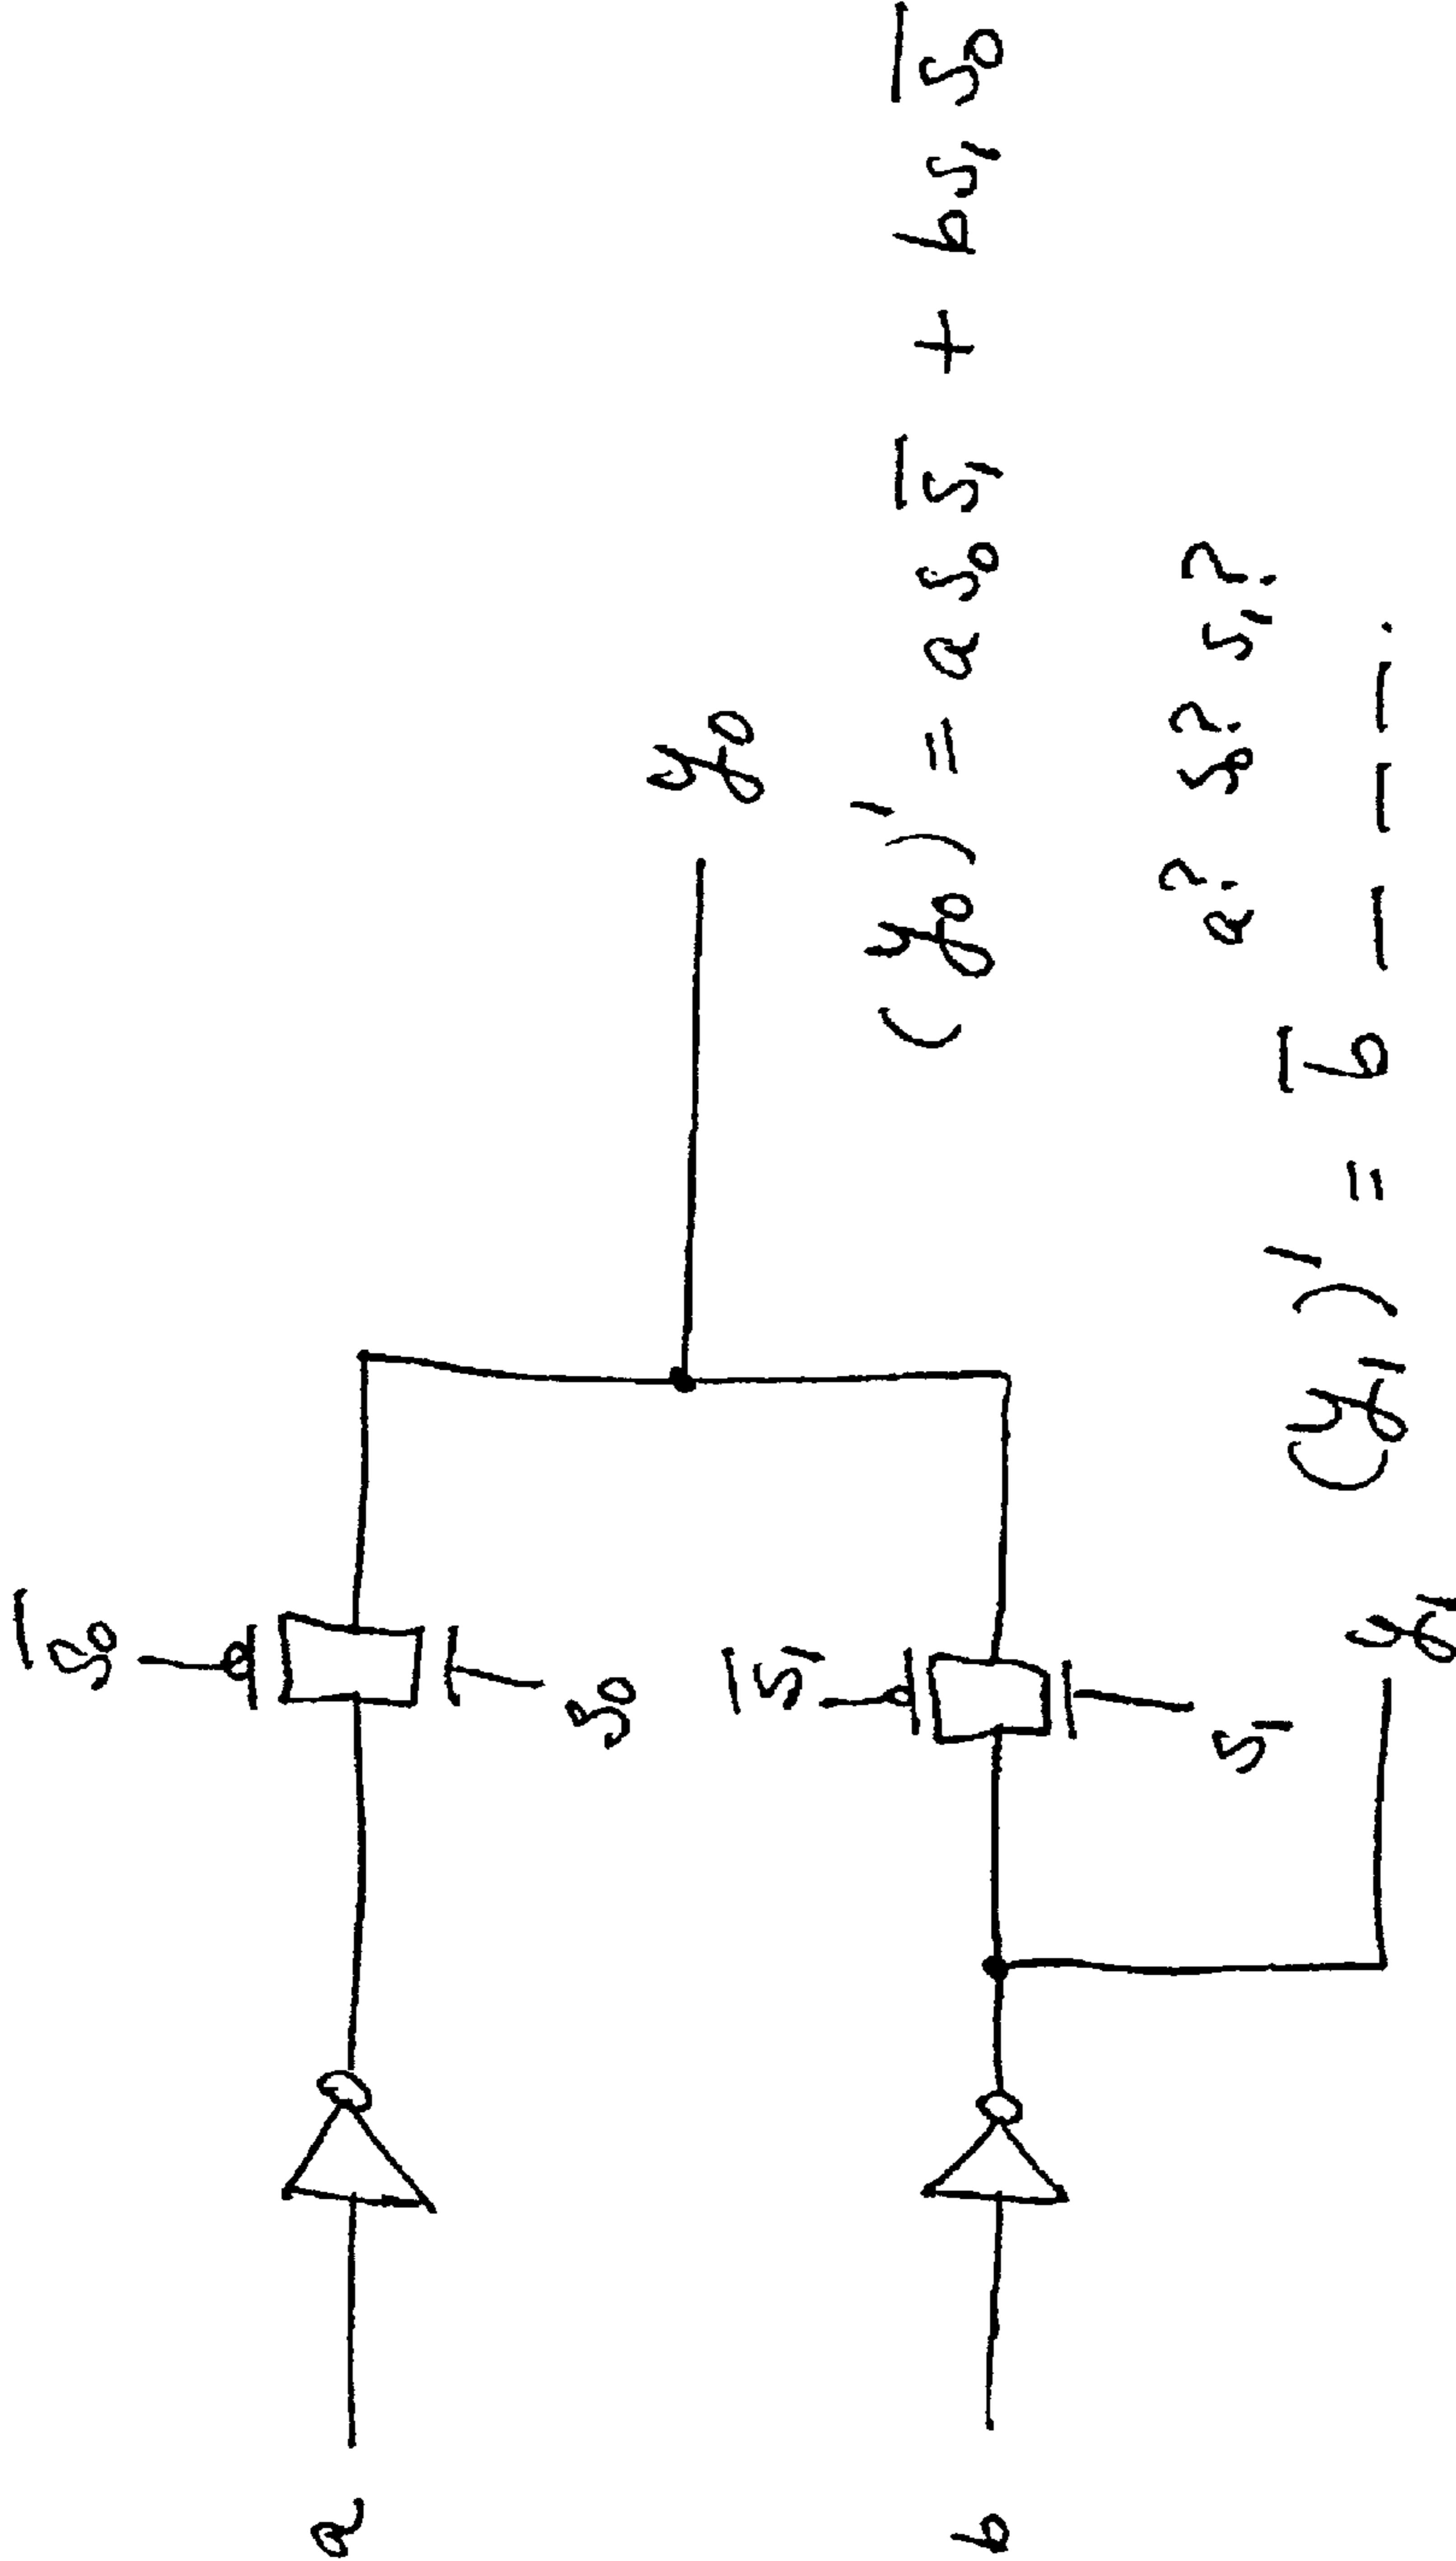 s̅₀
s₀
a
y₀
(y₀)' = a s₀ s̅₁ + b s₁ s̅₀
s̅₁
b
s₁
a? s₀? s₁?
y₁
(y₁)' = b̅ _ _ _ _ .